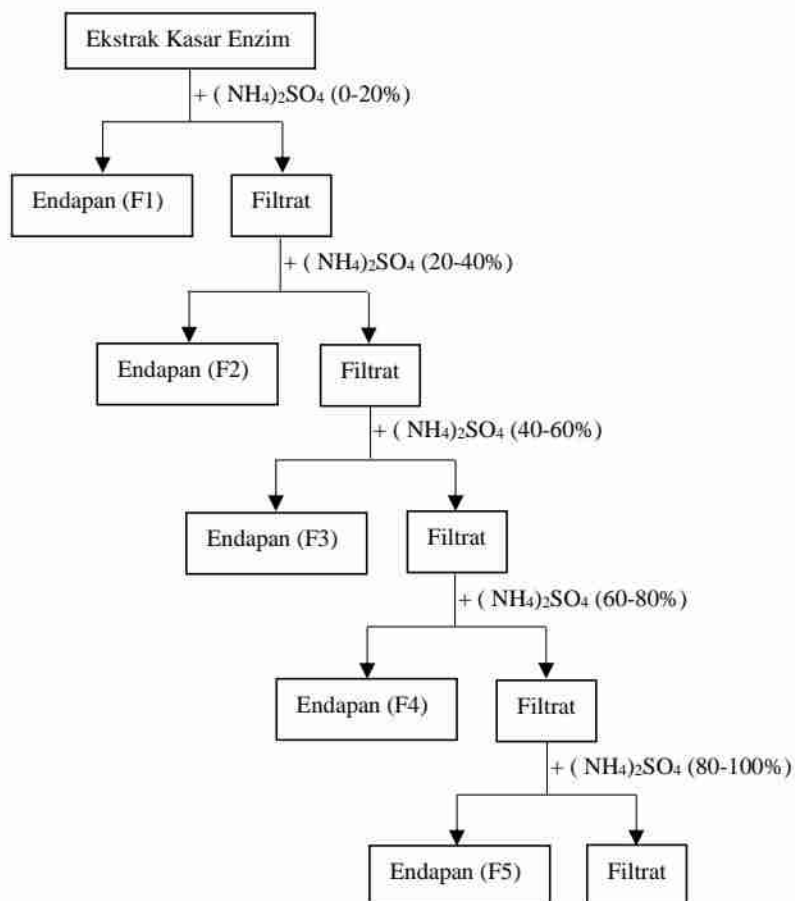 Ekstrak Kasar Enzim
+ ( NH₄)₂SO₄ (0-20%)
Endapan (F1)
Filtrat
+ ( NH₄)₂SO₄ (20-40%)
Endapan (F2)
Filtrat
+ ( NH₄)₂SO₄ (40-60%)
Endapan (F3)
Filtrat
+ ( NH₄)₂SO₄ (60-80%)
Endapan (F4)
Filtrat
+ ( NH₄)₂SO₄ (80-100%)
Endapan (F5)
Filtrat